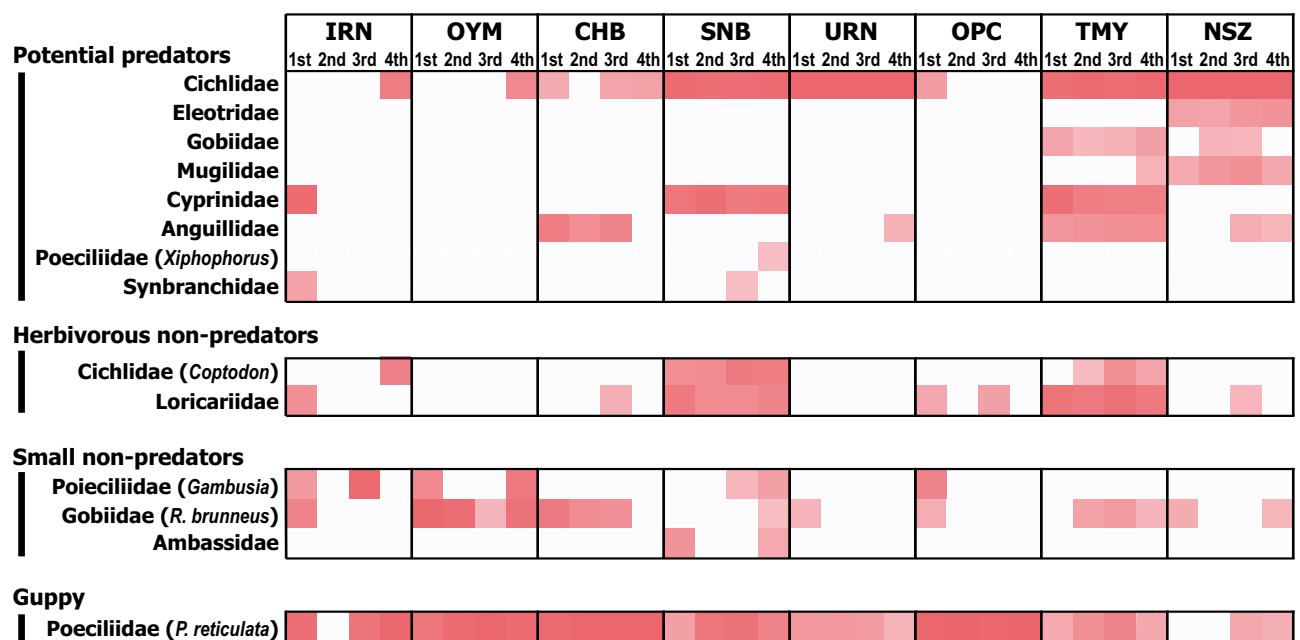 IRN OYM CHB SNB URN OPC TMY NSZ
Potential predators 1st 2nd 3rd 4th 1st 2nd 3rd 4th 1st 2nd 3rd 4th 1st 2nd 3rd 4th 1st 2nd 3rd 4th 1st 2nd 3rd 4th 1st 2nd 3rd 4th 1st 2nd 3rd 4th
Cichlidae
Eleotridae
Gobiidae
Mugilidae
Cyprinidae
Anguillidae
Poeciliidae (Xiphophorus)
Synbranchidae
Herbivorous non-predators
Cichlidae (Coptodon)
Loricariidae
Small non-predators
Poieciliidae (Gambusia)
Gobiidae (R. brunneus)
Ambassidae
Guppy
Poeciliidae (P. reticulata)